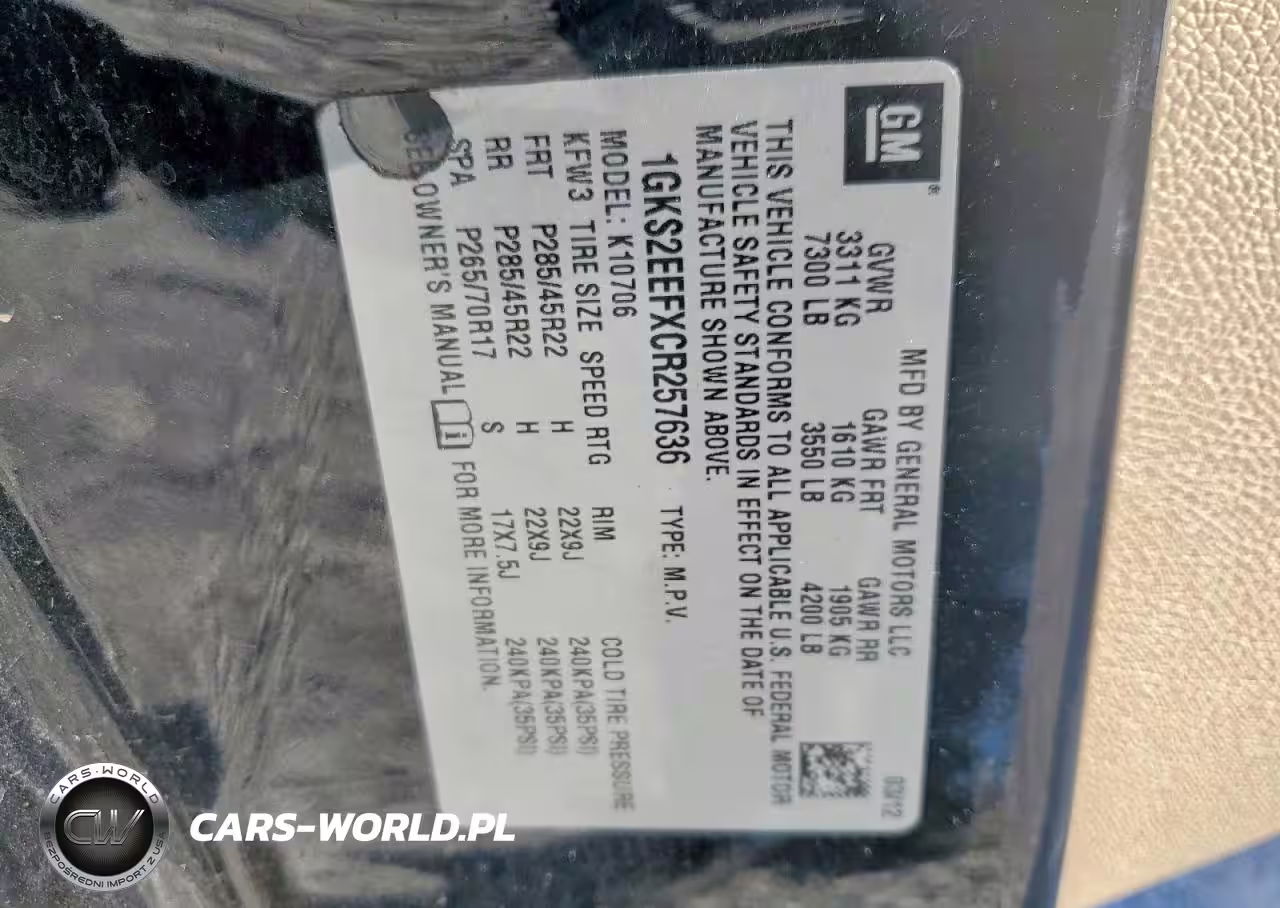 GM
®
MFD BY GENERAL MOTORS LLC
03/12
GVWR GAWR FRT GAWR RR
3311 KG 1610 KG 1905 KG
7300 LB 3550 LB 4200 LB
THIS VEHICLE CONFORMS TO ALL APPLICABLE U.S. FEDERAL MOTOR
VEHICLE SAFETY STANDARDS IN EFFECT ON THE DATE OF
MANUFACTURE SHOWN ABOVE.
1GKS2EEFXCR257636 TYPE: M.P.V.
MODEL: K10706
KFW3 TIRE SIZE SPEED RTG RIM COLD TIRE PRESSURE
FRT P285/45R22 H 22X9J 240KPA(35PSI)
RR P285/45R22 H 22X9J 240KPA(35PSI)
SPA P265/70R17 S 17X7.5J 240KPA(35PSI)
SEE OWNER'S MANUAL i FOR MORE INFORMATION.
CARS-WORLD
CW
BEZPOŚREDNI IMPORT Z USA
CARS-WORLD.PL